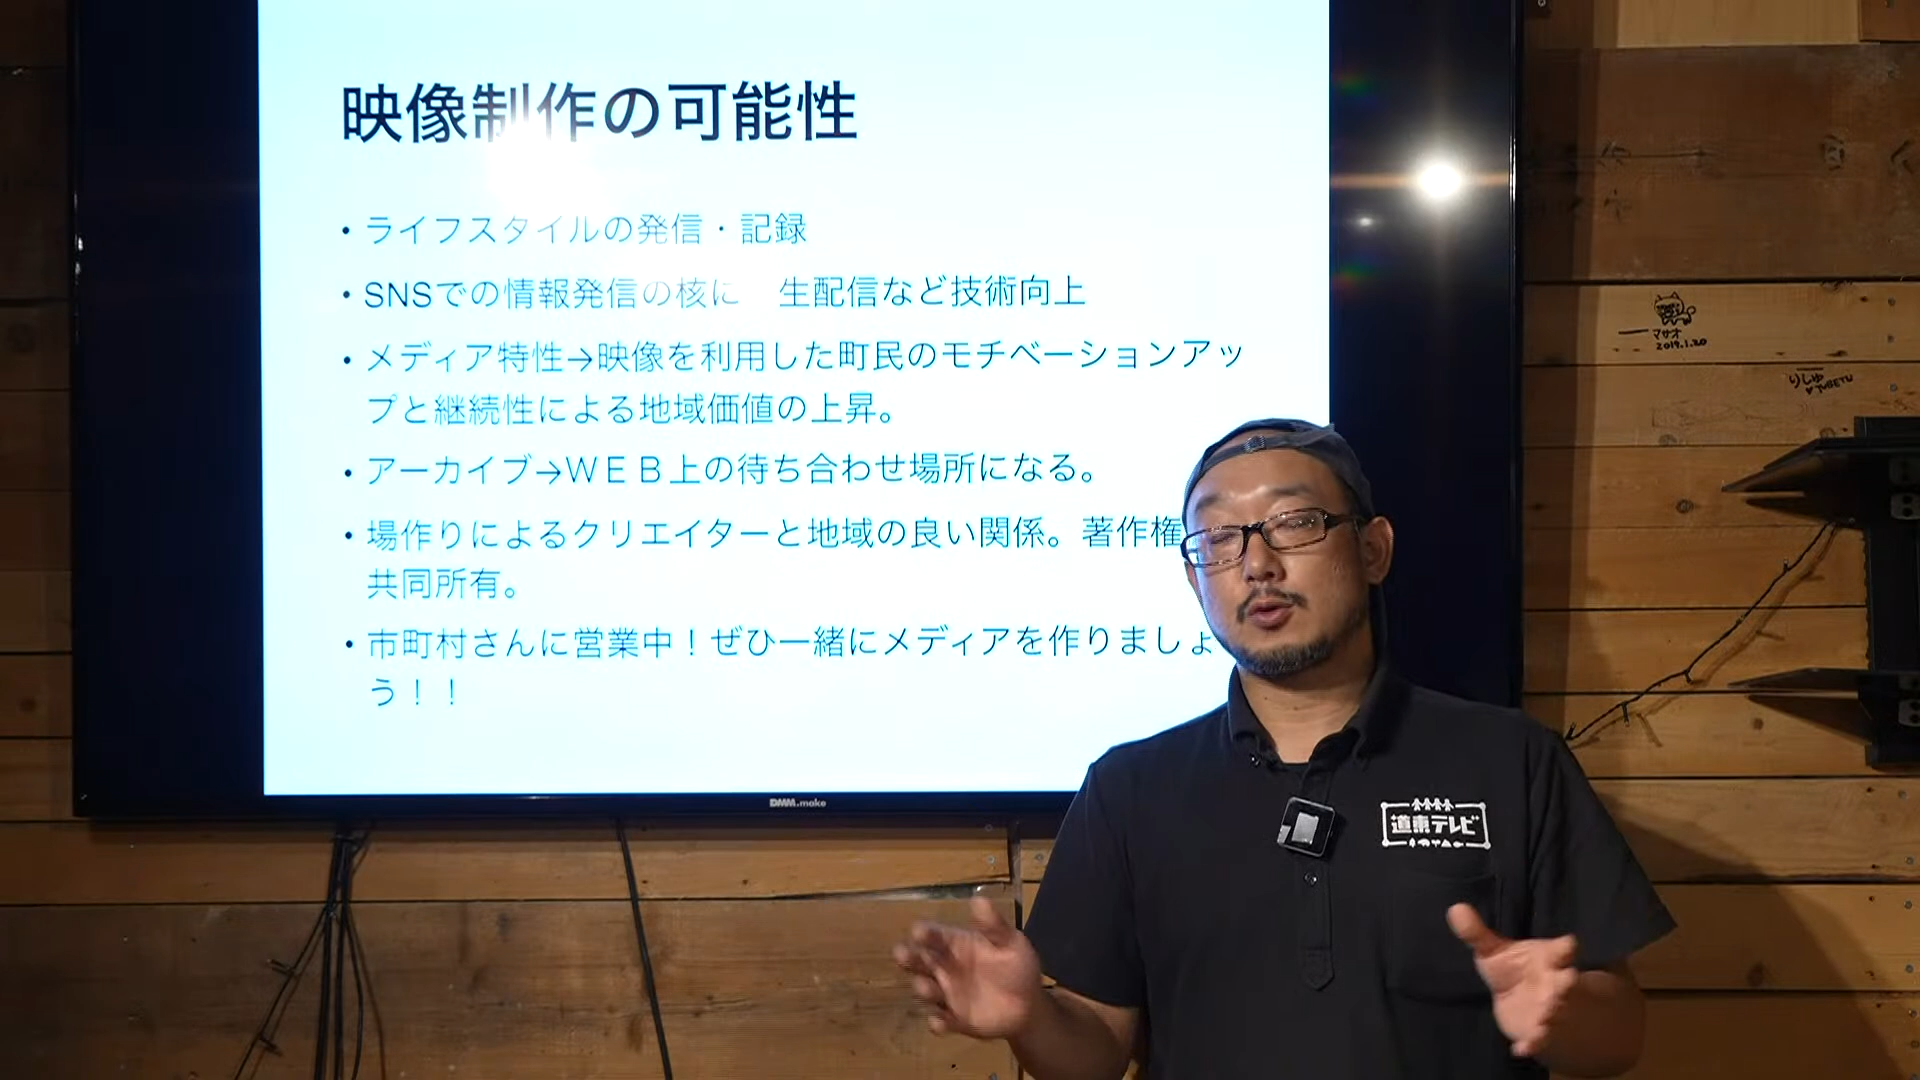 映像制作の可能性
・ライフスタイルの発信・記録
・SNSでの情報発信の核に　生配信など技術向上
・メディア特性→映像を利用した町民のモチベーションアッ
プと継続性による地域価値の上昇。
・アーカイブ→ＷＥＢ上の待ち合わせ場所になる。
・場作りによるクリエイターと地域の良い関係。著作権
共同所有。
・市町村さんに営業中！ぜひ一緒にメディアを作りましょ
う！！
DMM.make
道東テレビ
マサオ
2019.1.20
りしゅ